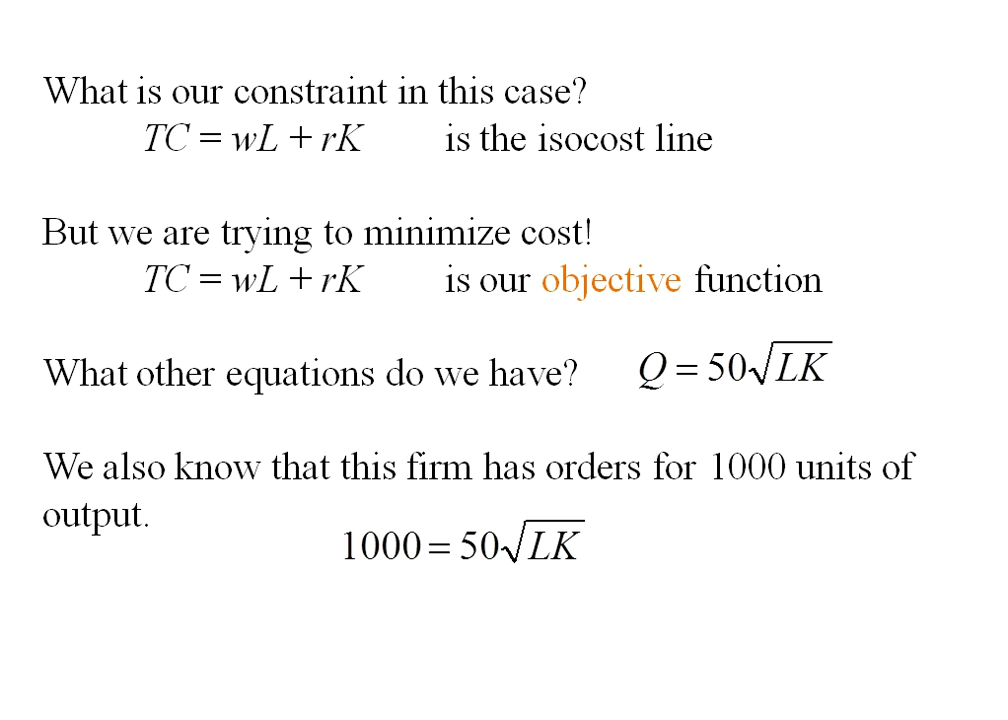 What is our constraint in this case?
TC = wL + rK is the isocost line
But we are trying to minimize cost!
TC = wL + rK is our objective function
What other equations do we have? Q = 50√LK
We also know that this firm has orders for 1000 units of
output.
1000 = 50√LK